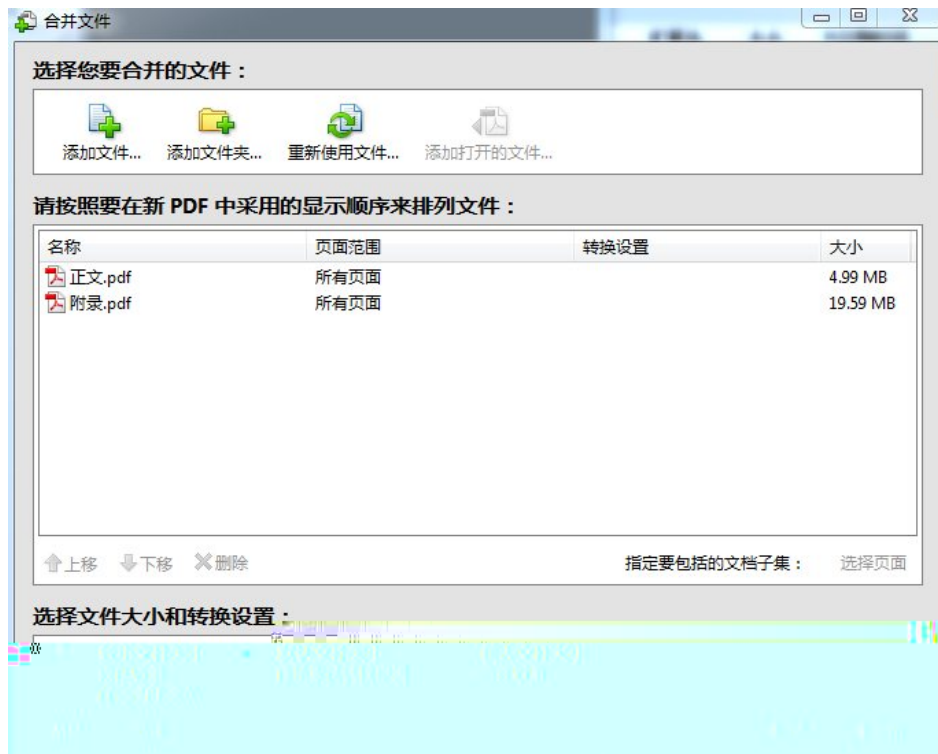 合并文件
选择您要合并的文件：
添加文件... 添加文件夹... 重新使用文件... 添加打开的文件...
请按照要在新 PDF 中采用的显示顺序来排列文件：
名称 页面范围 转换设置 大小
正文.pdf 所有页面 4.99 MB
附录.pdf 所有页面 19.59 MB
上移 下移 删除 指定要包括的文档子集： 选择页面
选择文件大小和转换设置：